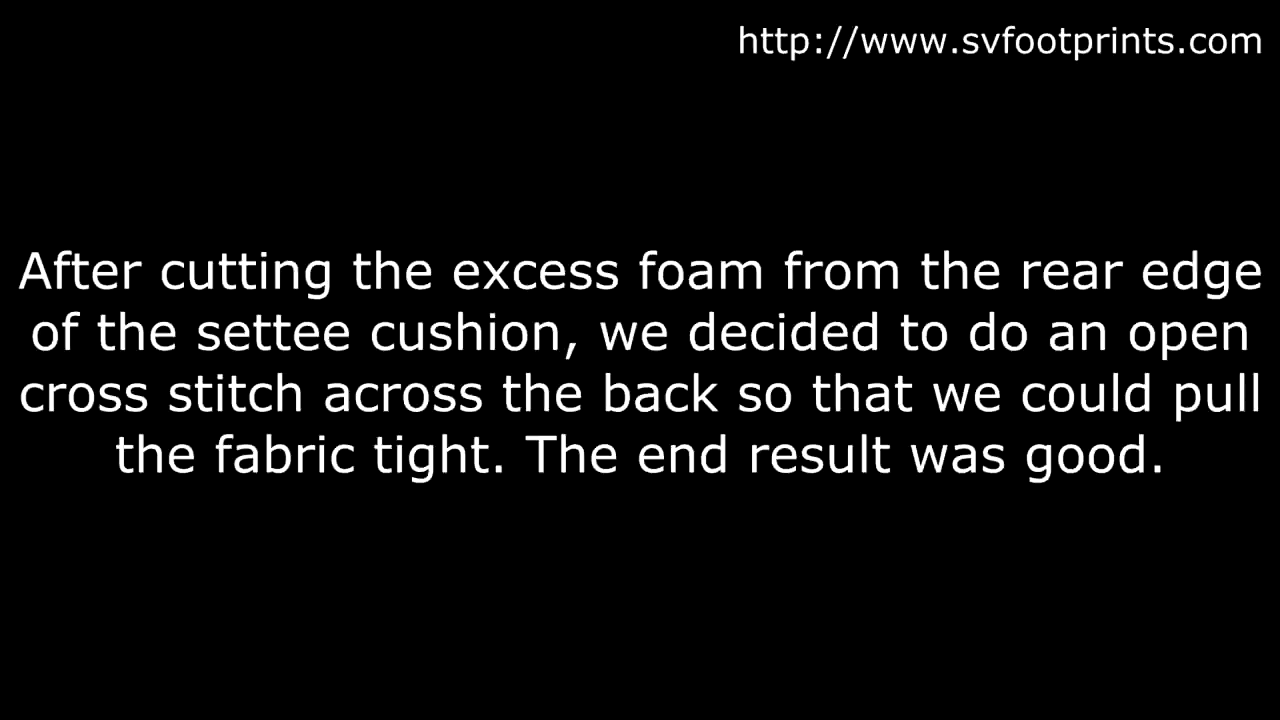 http://www.svfootprints.com
After cutting the excess foam from the rear edge
of the settee cushion, we decided to do an open
cross stitch across the back so that we could pull
the fabric tight. The end result was good.